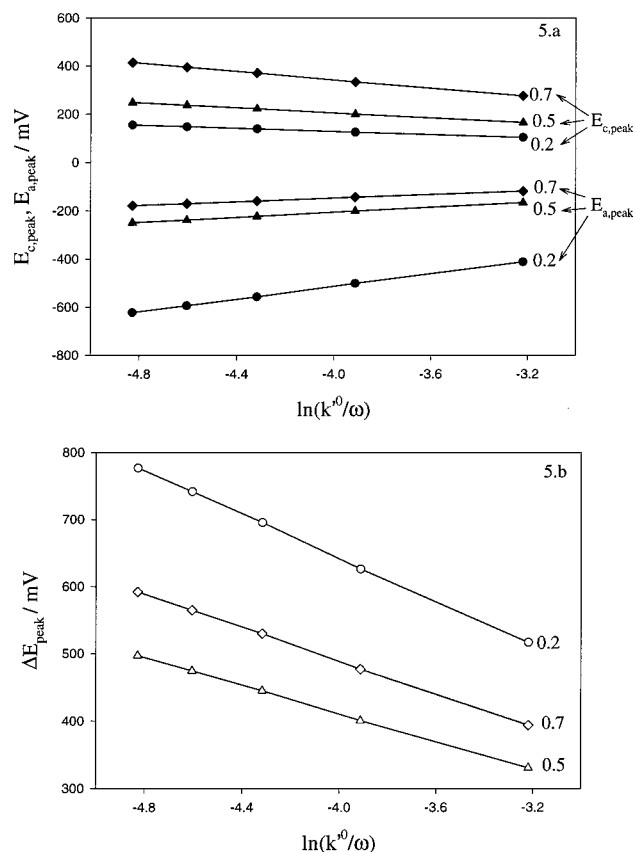 5.a
E_c,peak, E_a,peak / mV
600
400
200
0
-200
-400
-600
-800
0.7
0.5
0.2
E_c,peak
0.7
0.5
0.2
E_a,peak
-4.8 -4.4 -4.0 -3.6 -3.2
ln(k'^0/ω)
5.b
ΔE_peak / mV
800
700
600
500
400
300
0.2
0.7
0.5
-4.8 -4.4 -4.0 -3.6 -3.2
ln(k'^0/ω)